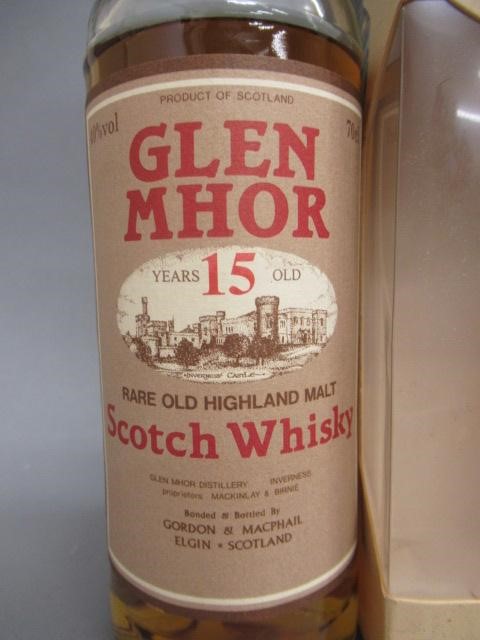 PRODUCT OF SCOTLAND
40%vol
70cl
GLEN
MHOR
YEARS 15 OLD
INVERNESS CASTLE
RARE OLD HIGHLAND MALT
Scotch Whisky
GLEN MHOR DISTILLERY INVERNESS
proprietors MACKINLAY & BIRNIE
Bonded & Bottled By
GORDON & MACPHAIL
ELGIN • SCOTLAND